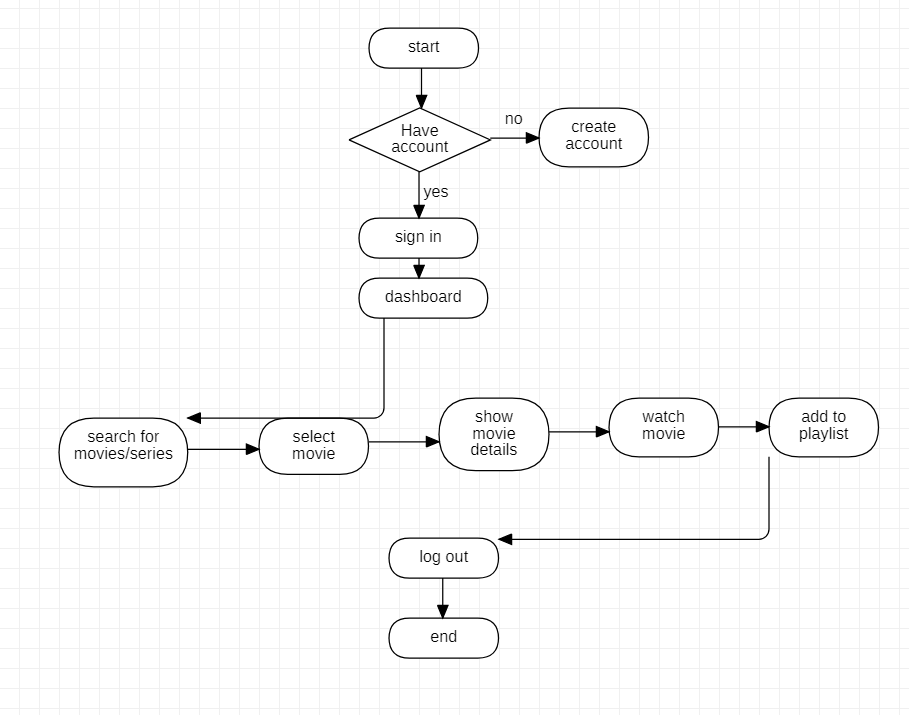 start
Have
account
no
create
account
yes
sign in
dashboard
search for
movies/series
select
movie
show
movie
details
watch
movie
add to
playlist
log out
end